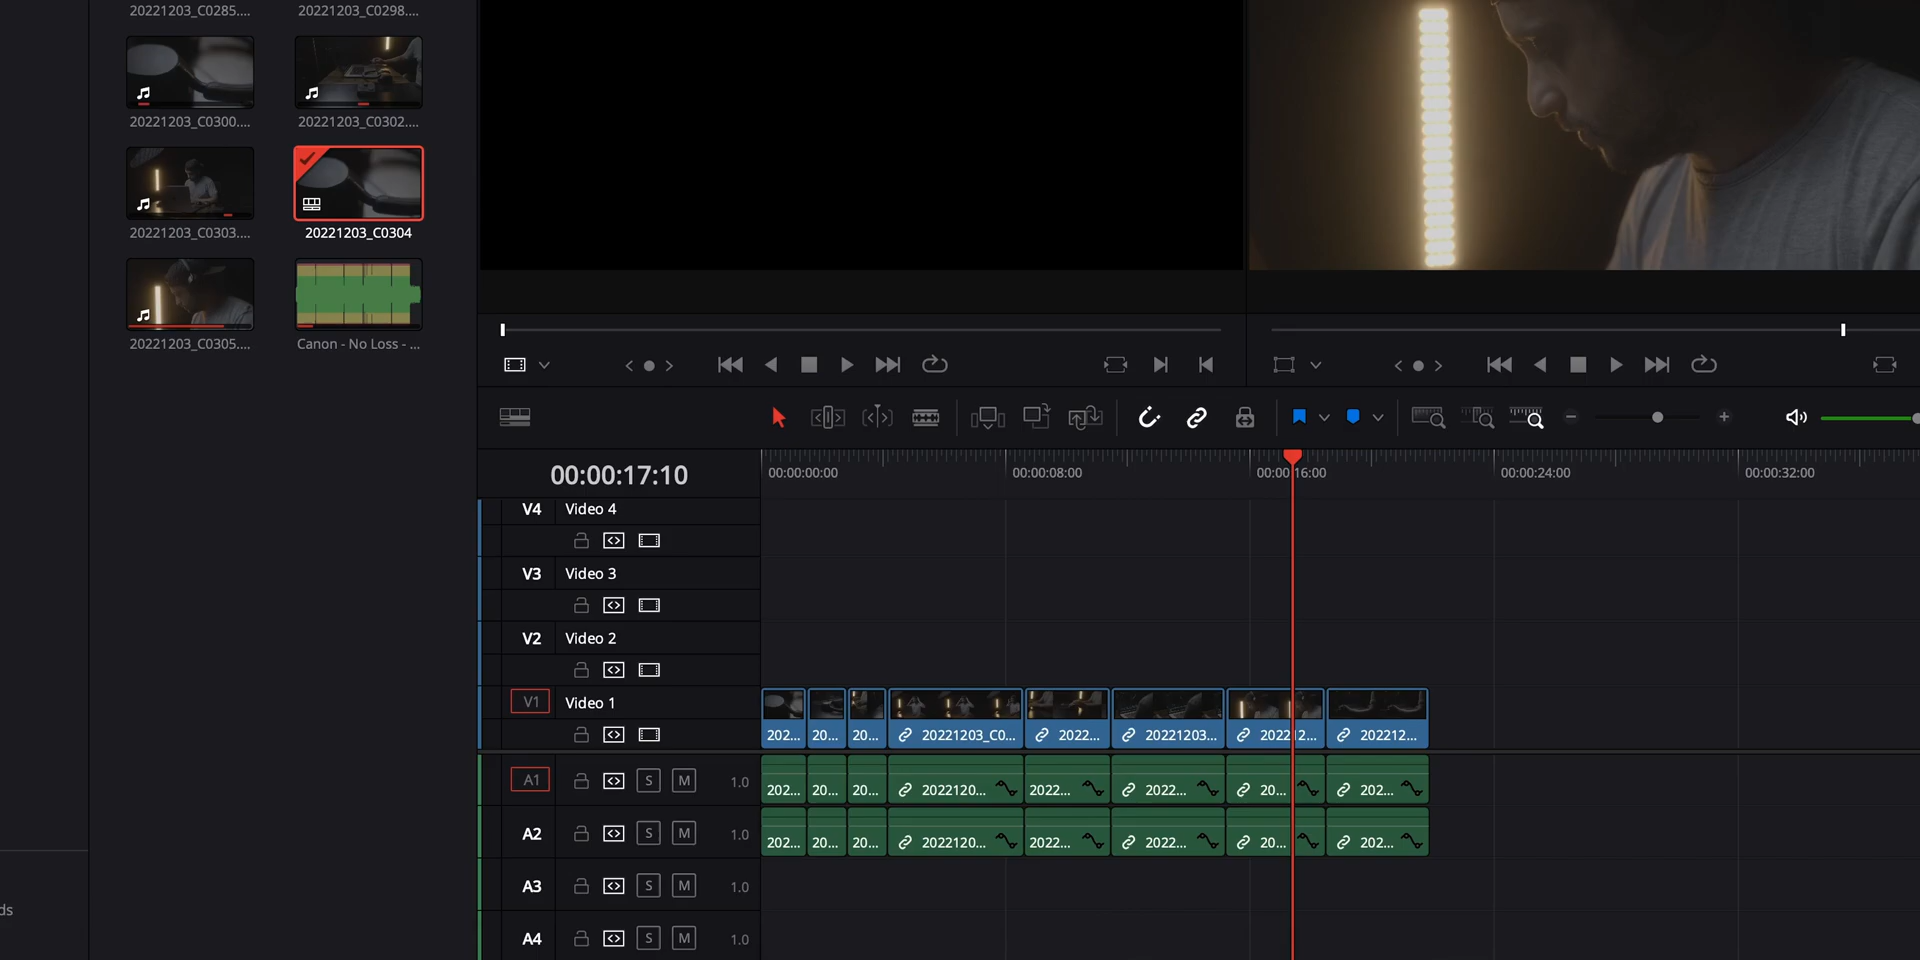 20221203_C0285....
20221203_C0298....
20221203_C0300....
20221203_C0302....
20221203_C0303....
20221203_C0304
20221203_C0305....
Canon - No Loss - ...
ds
00:00:17:10
00:00:00:00
00:00:08:00
00:00:16:00
00:00:24:00
00:00:32:00
V4 Video 4
V3 Video 3
V2 Video 2
V1 Video 1
202... 20... 20... 20221203_C0... 2022... 20221203... 202212... 202212...
A1 S M 1.0
202... 20... 20... 2022120... 2022... 2022... 20... 202...
A2 S M 1.0
202... 20... 20... 2022120... 2022... 2022... 20... 202...
A3 S M 1.0
A4 S M 1.0